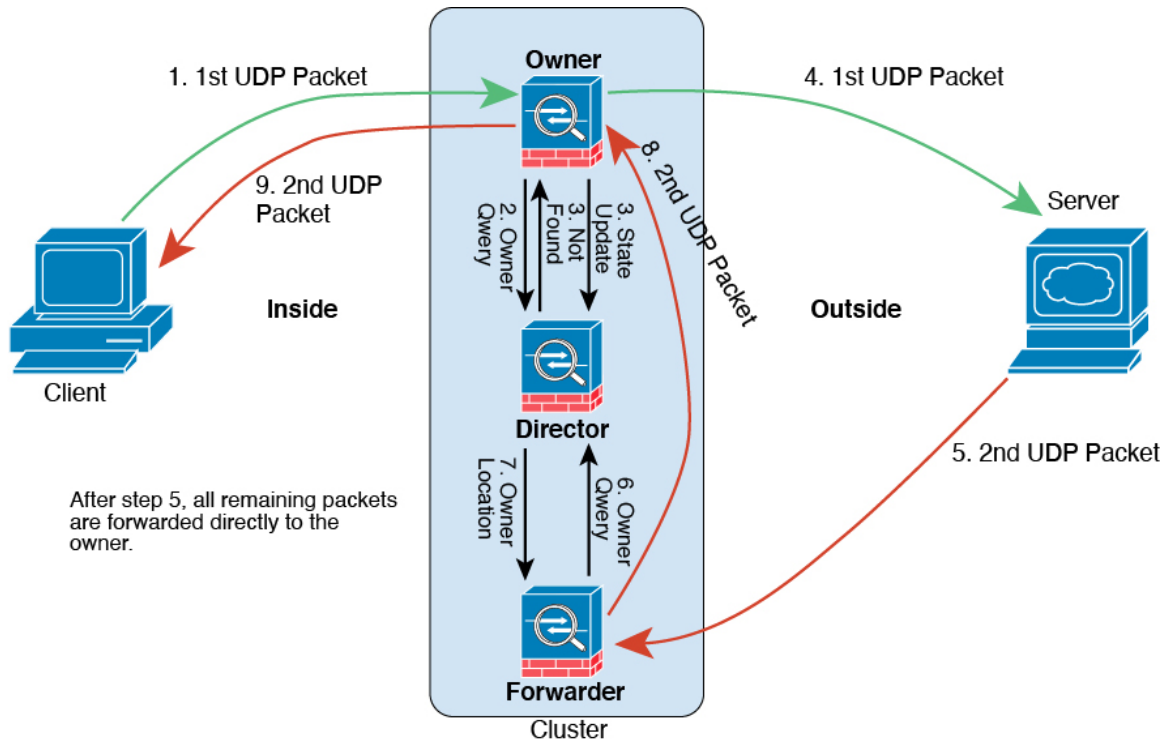 Owner
1. 1st UDP Packet
4. 1st UDP Packet
9. 2nd UDP
Packet
2. Owner
Qwery
3. Not
Found
3. State
Update
8. 2nd UDP Packet
Server
Inside
Outside
Client
Director
5. 2nd UDP Packet
7. Owner
Location
6. Owner
Qwery
After step 5, all remaining packets
are forwarded directly to the
owner.
Forwarder
Cluster